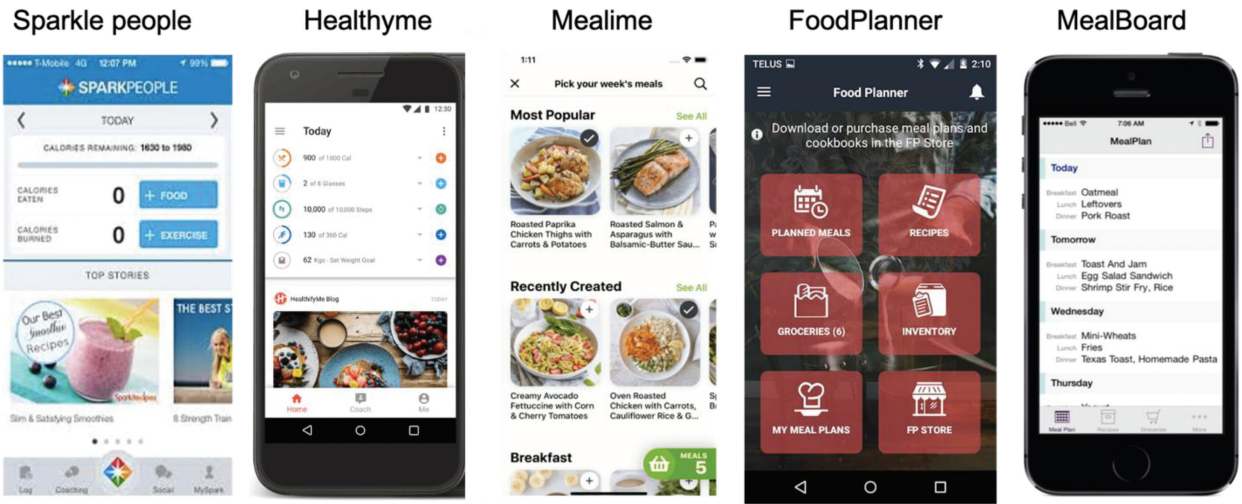 Sparkle people
T-Mobile 4G 12:07 PM 99%
SPARKPEOPLE
TODAY
CALORIES REMAINING: 1630 to 1980
CALORIES
EATEN
0
+ FOOD
CALORIES
BURNED
0
+ EXERCISE
TOP STORIES
Our Best
Smoothie
Recipes
Sparkrecipes
THE BEST S
Slim & Satisfying Smoothies
8 Strength Train
Log Coaching Social MySpark
Healthyme
12:30
Today
900 of 1800 Cal
2 of 8 Glasses
10,000 of 10,000 Steps
130 of 360 Cal
62 Kgs - Set Weight Goal
HealthifyMe Blog TODAY
Home Coach Me
Mealime
1:11
Pick your week's meals
Most Popular See All
Roasted Paprika
Chicken Thighs with
Carrots & Potatoes
Roasted Salmon &
Asparagus with
Balsamic-Butter Sau...
Recently Created See All
Creamy Avocado
Fettuccine with Corn
& Cherry Tomatoes
Oven Roasted
Chicken with Carrots,
Cauliflower Rice & G...
Breakfast
MEALS
5
FoodPlanner
TELUS 2:10
Food Planner
Download or purchase meal plans and
cookbooks in the FP Store
PLANNED MEALS RECIPES
GROCERIES (6) INVENTORY
MY MEAL PLANS FP STORE
MealBoard
Bell 7:06 AM
MealPlan
Today
Breakfast Oatmeal
Lunch Leftovers
Dinner Pork Roast
Tomorrow
Breakfast Toast And Jam
Lunch Egg Salad Sandwich
Dinner Shrimp Stir Fry, Rice
Wednesday
Breakfast Mini-Wheats
Lunch Fries
Dinner Texas Toast, Homemade Pasta
Thursday
Meal Plan Recipes Groceries More